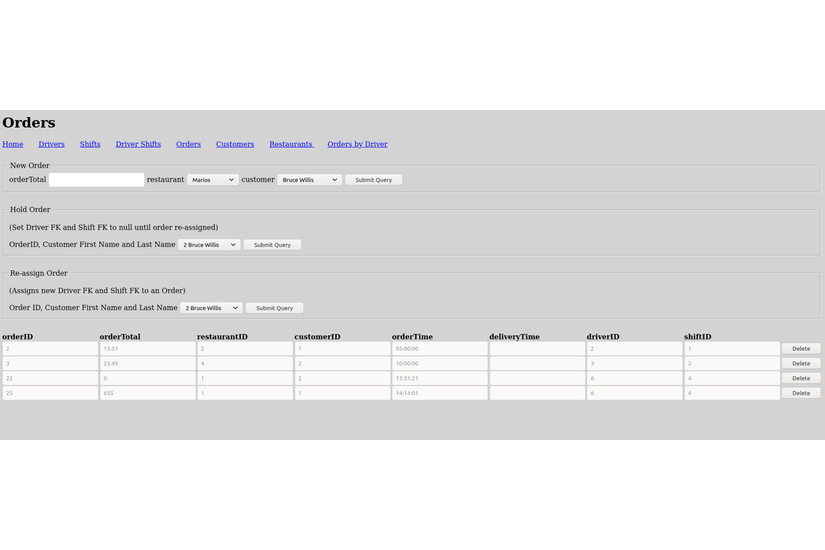 Orders
Home Drivers Shifts Driver Shifts Orders Customers Restaurants Orders by Driver
New Order
orderTotal restaurant Marios customer Bruce Willis Submit Query
Hold Order
(Set Driver FK and Shift FK to null until order re-assigned)
OrderID, Customer First Name and Last Name 2 Bruce Willis Submit Query
Re-assign Order
(Assigns new Driver FK and Shift FK to an Order)
Order ID, Customer First Name and Last Name 2 Bruce Willis Submit Query
orderID orderTotal restaurantID customerID orderTime deliveryTime driverID shiftID
2 13.51 2 1 05:00:00 2 1 Delete
3 23.49 4 2 10:00:00 3 2 Delete
22 0 1 2 13:31:21 6 4 Delete
25 655 1 1 14:14:01 6 4 Delete